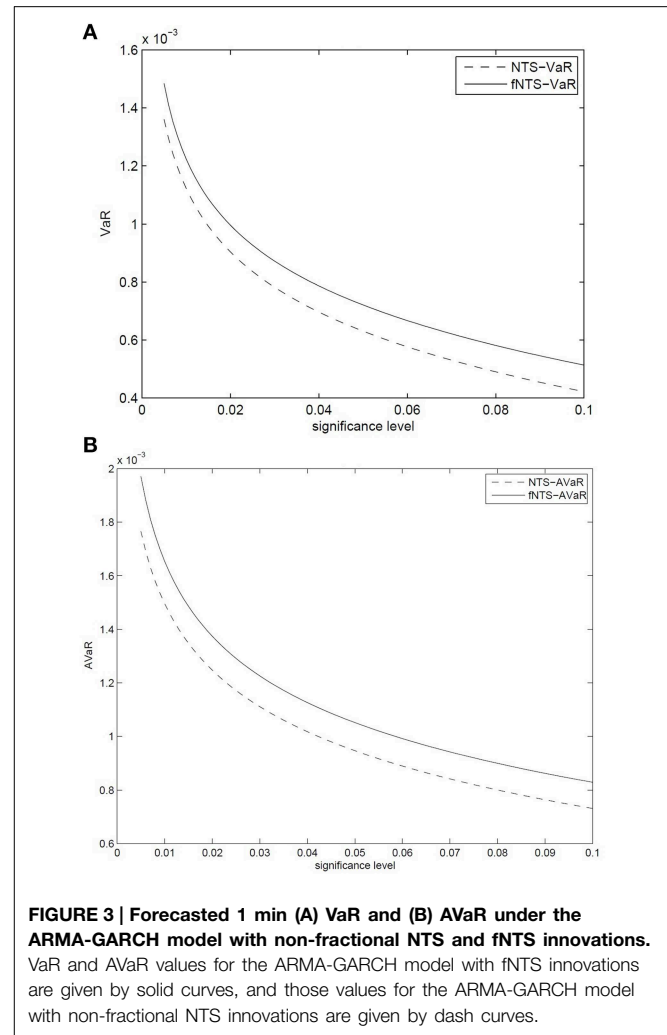 A
x 10⁻³
1.6
1.4
1.2
1
0.8
0.6
0.4
VaR
NTS-VaR
fNTS-VaR
0
0.02
0.04
0.06
0.08
0.1
significance level
B
x 10⁻³
2
1.8
1.6
1.4
1.2
1
0.8
0.6
AVaR
NTS-AVaR
fNTS-AVaR
0
0.01
0.02
0.03
0.04
0.05
0.06
0.07
0.08
0.09
0.1
significance level
FIGURE 3 | Forecasted 1 min (A) VaR and (B) AVaR under the
ARMA-GARCH model with non-fractional NTS and fNTS innovations.
VaR and AVaR values for the ARMA-GARCH model with fNTS innovations
are given by solid curves, and those values for the ARMA-GARCH model
with non-fractional NTS innovations are given by dash curves.